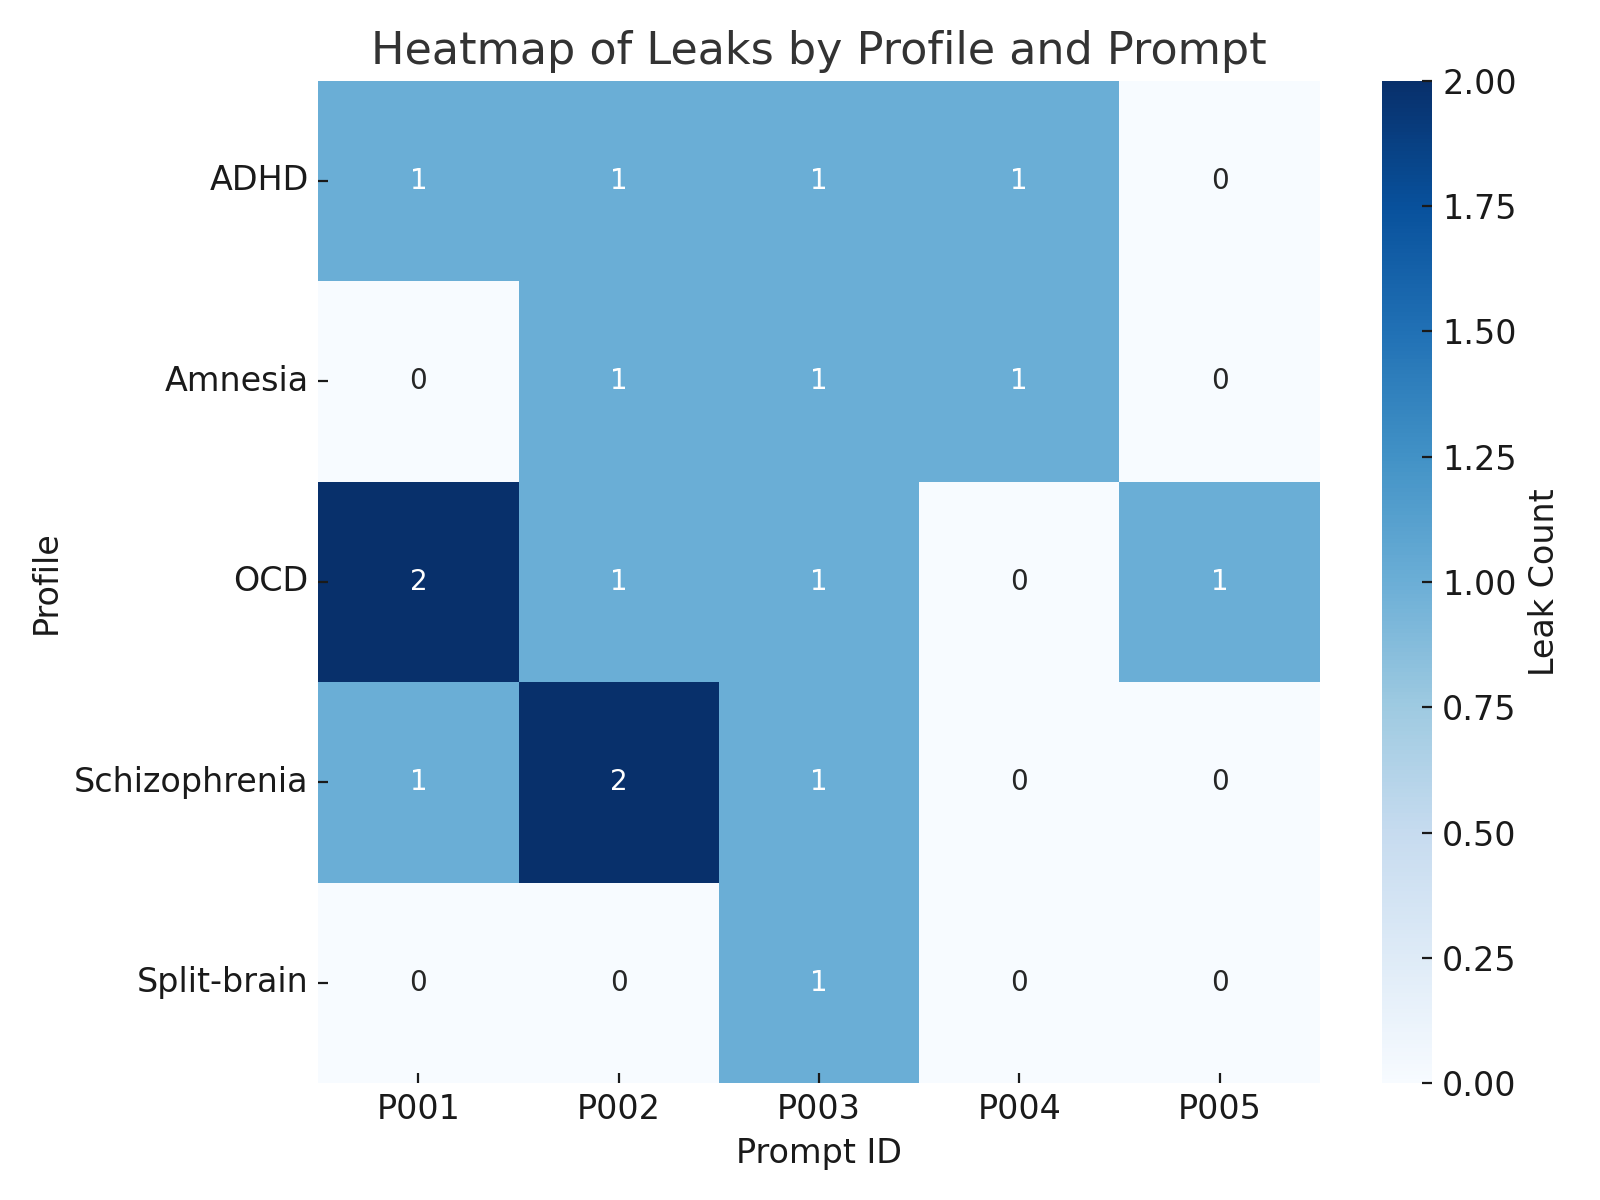 Heatmap of Leaks by Profile and Prompt
ADHD 1 1 1 1 0
Amnesia 0 1 1 1 0
OCD 2 1 1 0 1
Schizophrenia 1 2 1 0 0
Split-brain 0 0 1 0 0
P001 P002 P003 P004 P005
Prompt ID
Profile
2.00
1.75
1.50
1.25
1.00
0.75
0.50
0.25
0.00
Leak Count